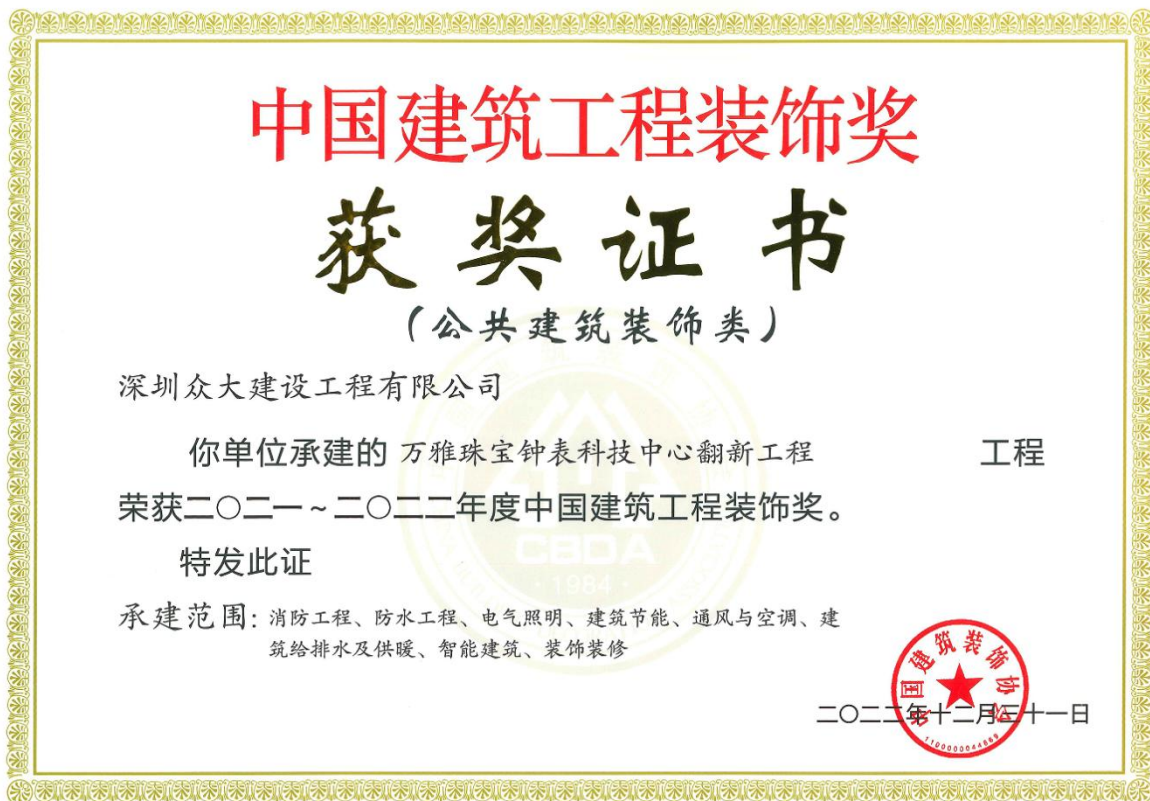 中国建筑工程装饰奖
获奖证书
（公共建筑装饰类）
深圳众大建设工程有限公司
你单位承建的 万雅珠宝钟表科技中心翻新工程 工程
荣获二〇二一~二〇二二年度中国建筑工程装饰奖。
CBDA
特发此证
·1984·
承建范围：消防工程、防水工程、电气照明、建筑节能、通风与空调、建
筑给排水及供暖、智能建筑、装饰装修
中国建筑装饰协会
二〇二二年十二月三十一日